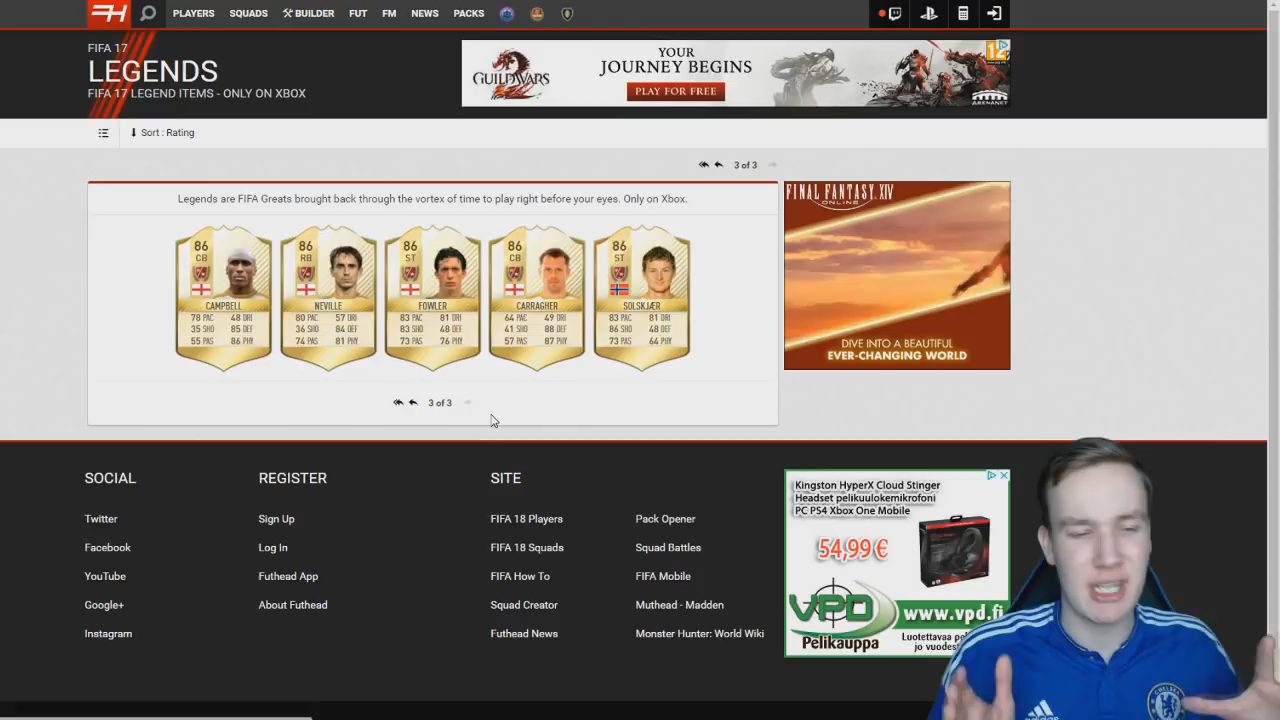 PLAYERS SQUADS BUILDER FUT FM NEWS PACKS
FIFA 17
LEGENDS
FIFA 17 LEGEND ITEMS - ONLY ON XBOX
GUILD WARS
YOUR
JOURNEY BEGINS
PLAY FOR FREE
12
ARENANET
Sort : Rating
3 of 3
Legends are FIFA Greats brought back through the vortex of time to play right before your eyes. Only on Xbox.
86
CB
CAMPBELL
78 PAC 48 DRI
35 SHO 85 DEF
55 PAS 86 PHY
86
RB
NEVILLE
80 PAC 57 DRI
36 SHO 84 DEF
74 PAS 81 PHY
86
ST
FOWLER
83 PAC 81 DRI
83 SHO 48 DEF
73 PAS 76 PHY
86
CB
CARRAGHER
64 PAC 49 DRI
41 SHO 88 DEF
57 PAS 87 PHY
86
ST
SOLSKJÆR
83 PAC 81 DRI
86 SHO 48 DEF
73 PAS 64 PHY
3 of 3
FINAL FANTASY XIV
ONLINE
DIVE INTO A BEAUTIFUL
EVER-CHANGING WORLD
SOCIAL
Twitter
Facebook
YouTube
Google+
Instagram
REGISTER
Sign Up
Log In
Futhead App
About Futhead
SITE
FIFA 18 Players
FIFA 18 Squads
FIFA How To
Squad Creator
Futhead News
Pack Opener
Squad Battles
FIFA Mobile
Muthead - Madden
Monster Hunter: World Wiki
Kingston HyperX Cloud Stinger
Headset pelikuulokemikrofoni
PC PS4 Xbox One Mobile
54,99 €
VPD
Pelikauppa
www.vpd.fi
Luotettavaa
jo vuodest
adidas
CHELSEA